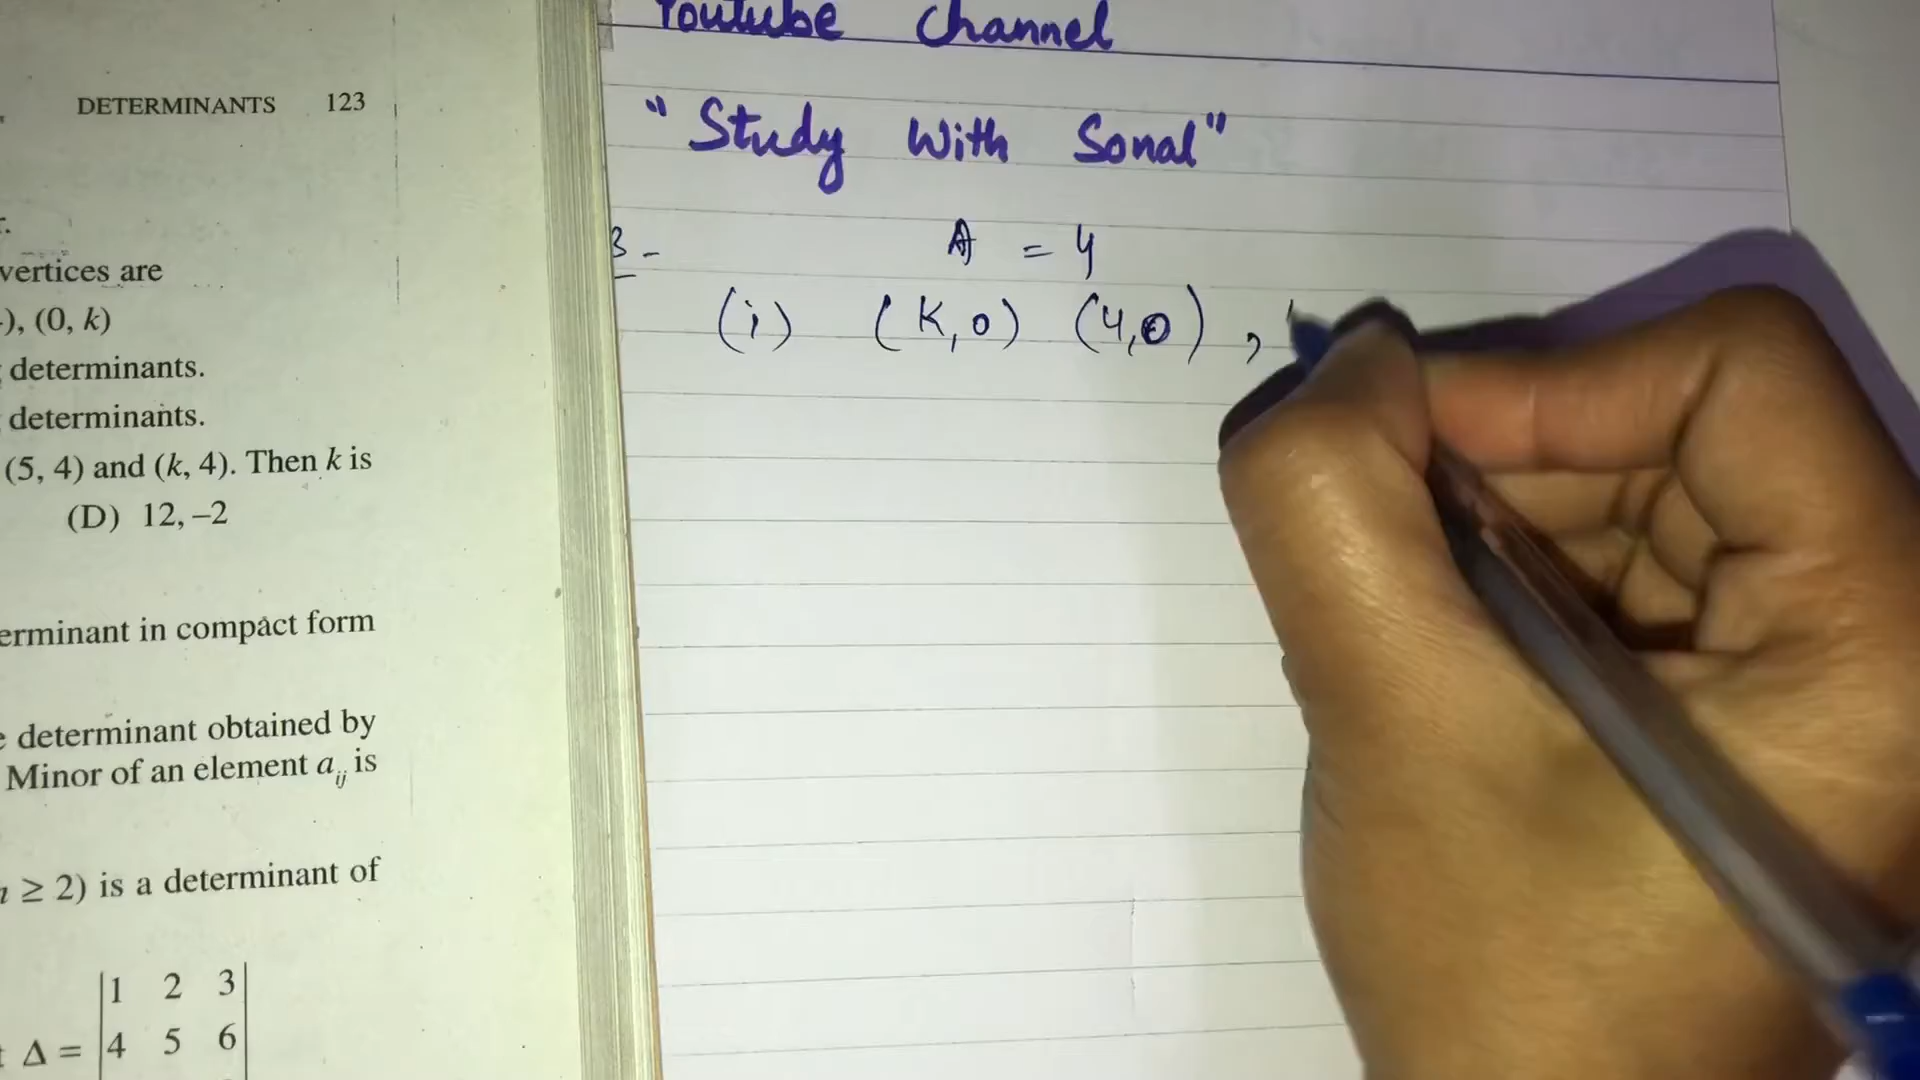 DETERMINANTS 123
vertices are
), (0, k)
determinants.
determinants.
(5, 4) and (k, 4). Then k is
(D) 12, –2
erminant in compact form
determinant obtained by
Minor of an element aij is
≥ 2) is a determinant of
1 2 3
Δ = 4 5 6
Youtube Channel
"Study With Sonal"
3 -
A = 4
(i) (K, 0) (4, 0) ,